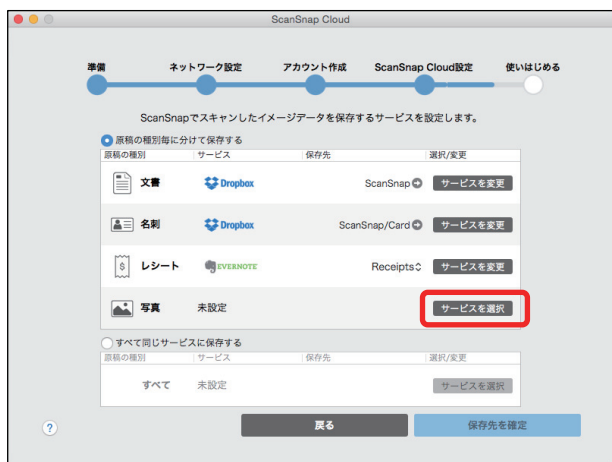 ScanSnap Cloud
準備 ネットワーク設定 アカウント作成 ScanSnap Cloud設定 使いはじめる
ScanSnapでスキャンしたイメージデータを保存するサービスを設定します。
原稿の種別毎に分けて保存する
原稿の種別 サービス 保存先 選択/変更
文書 Dropbox ScanSnap サービスを変更
名刺 Dropbox ScanSnap/Card サービスを変更
$ レシート EVERNOTE Receipts サービスを変更
写真 未設定 サービスを選択
すべて同じサービスに保存する
原稿の種別 サービス 保存先 選択/変更
すべて 未設定 サービスを選択
? 戻る 保存先を確定